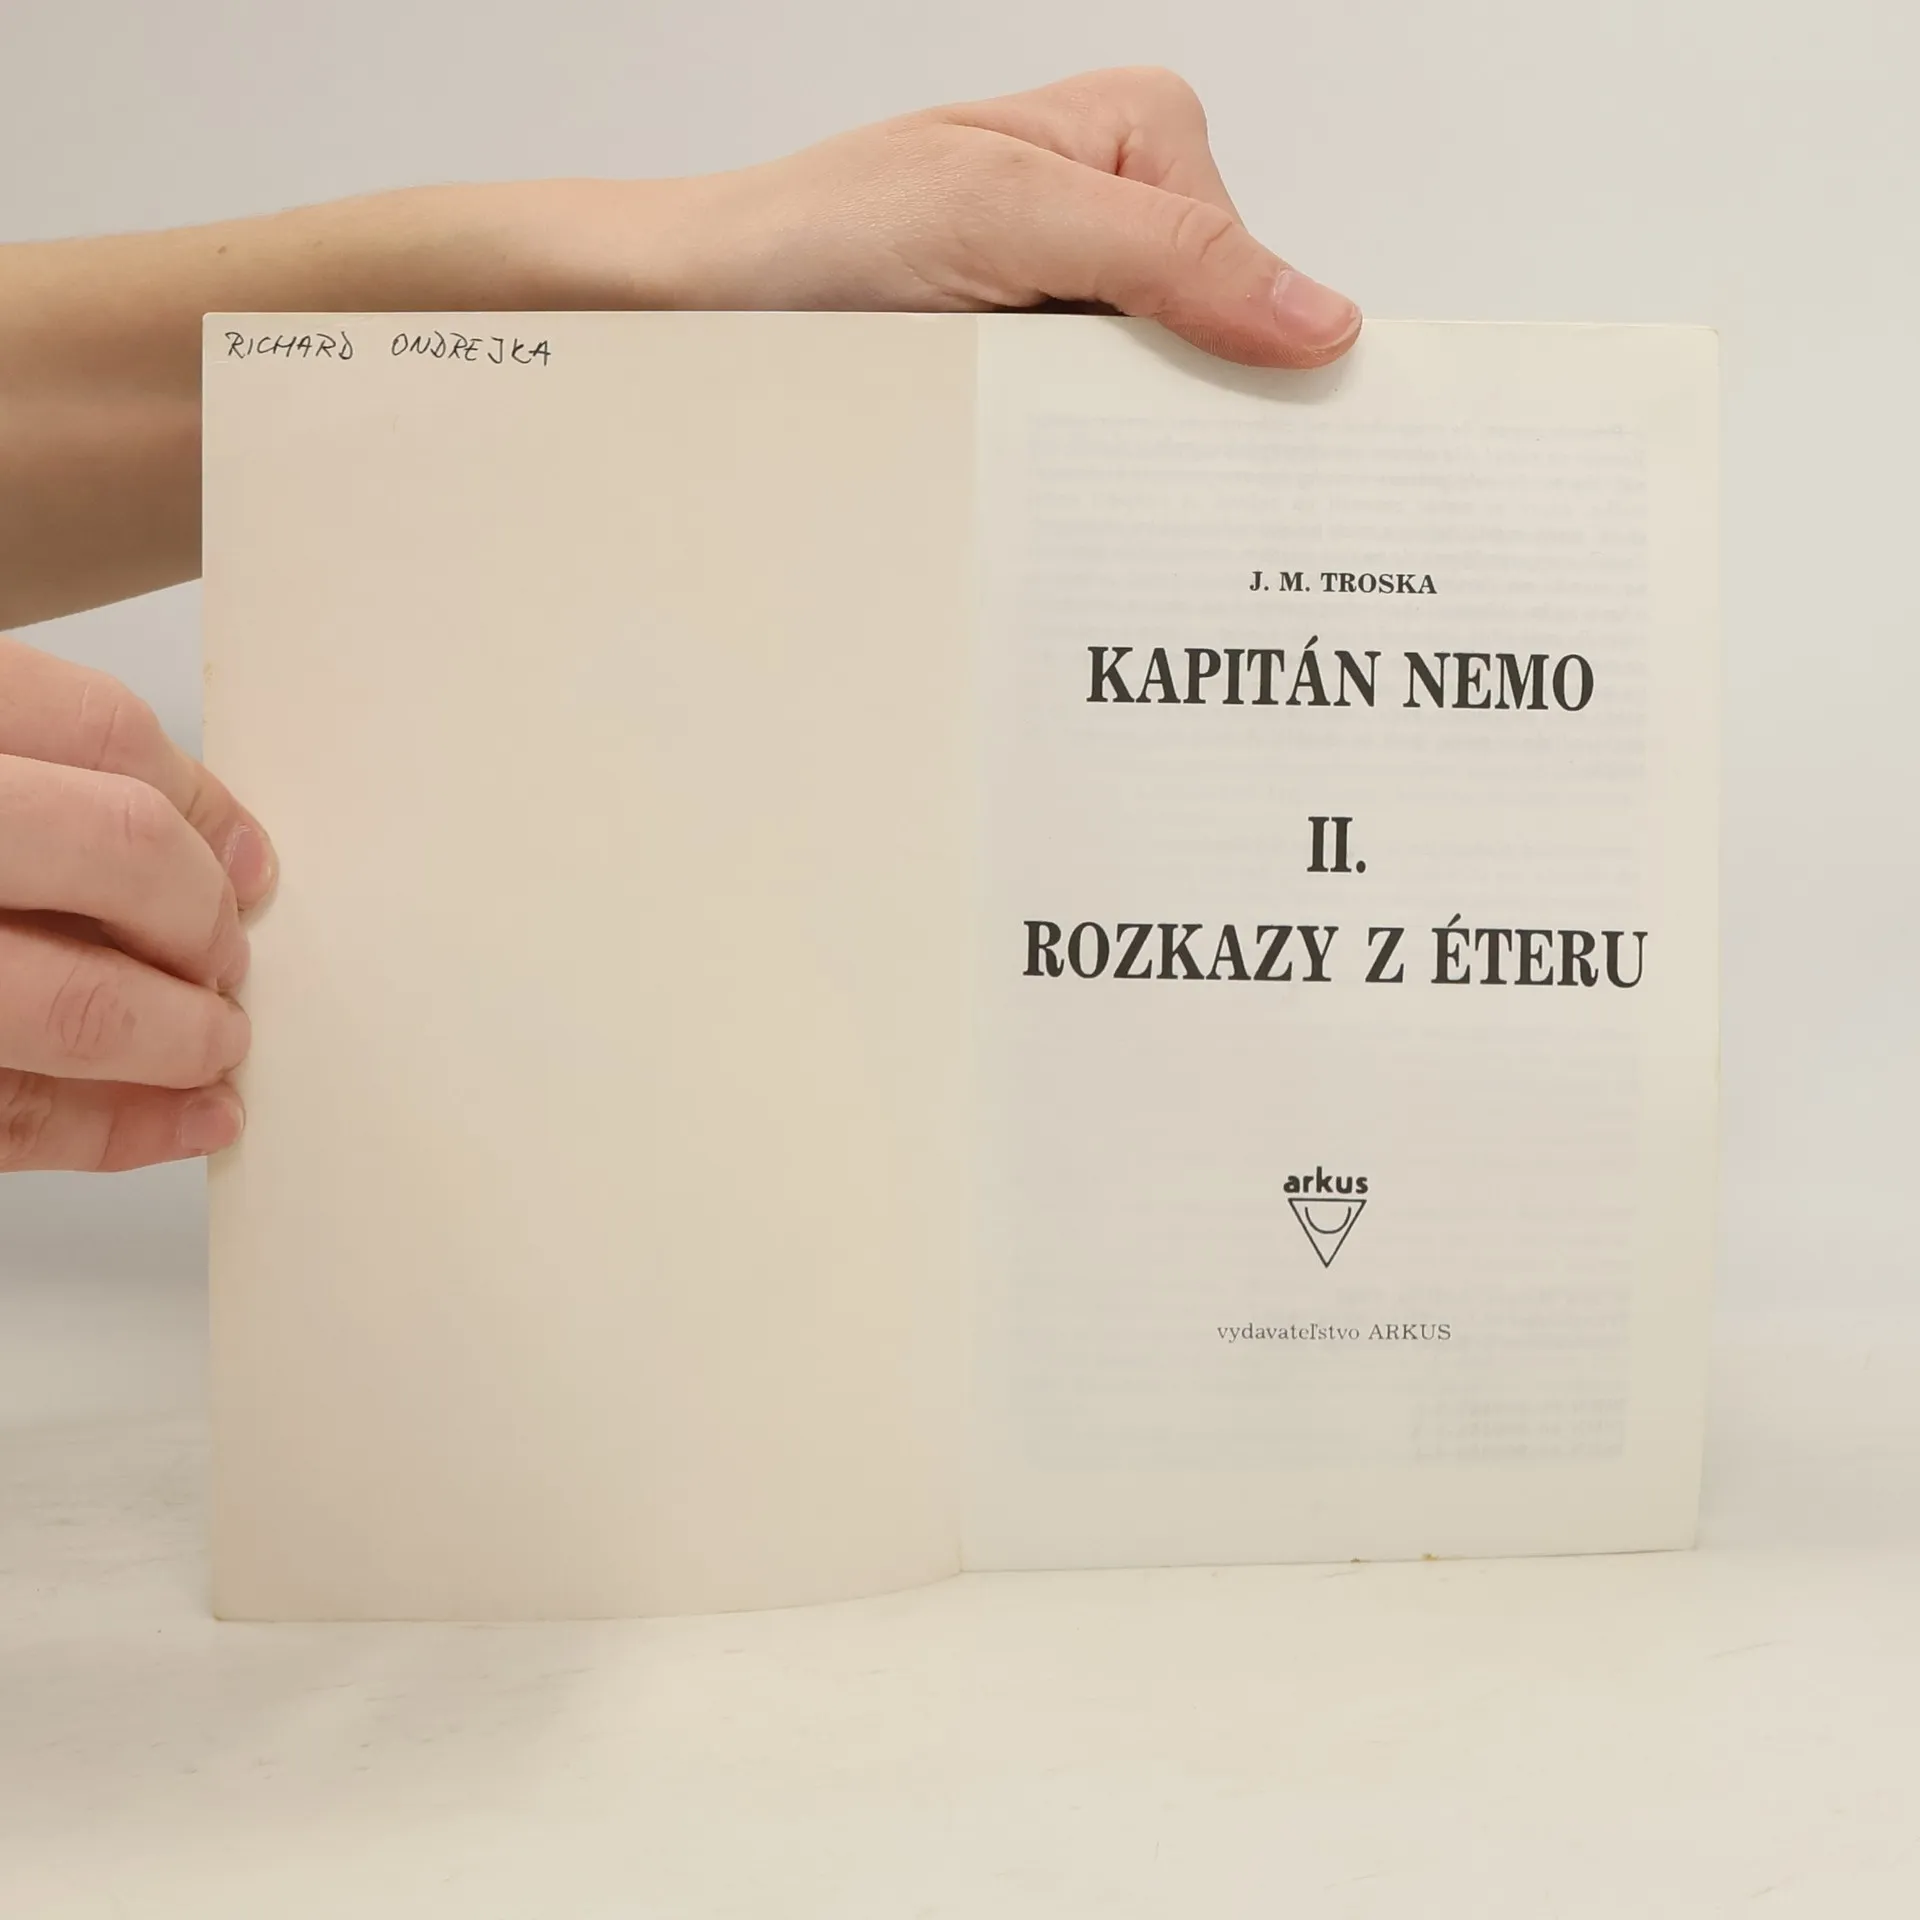 RICHARD ONDREJKA
J. M. TROSKA
KAPITÁN NEMO
II.
ROZKAZY Z ÉTERU
arkus
vydavateľstvo ARKUS